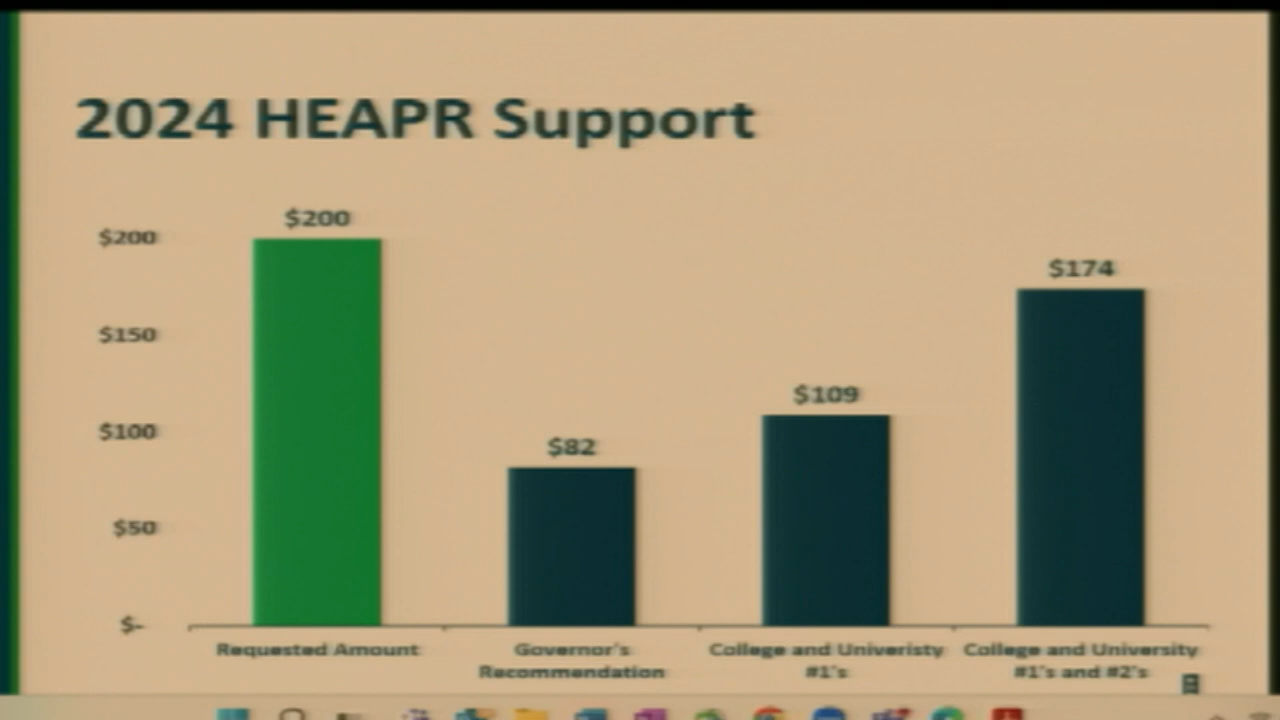 2024 HEAPR Support
$200
$200
$174
$150
$109
$100
$82
$50
$-
Requested Amount
Governor's
Recommendation
College and Univeristy
#1's
College and University
#1's and #2's